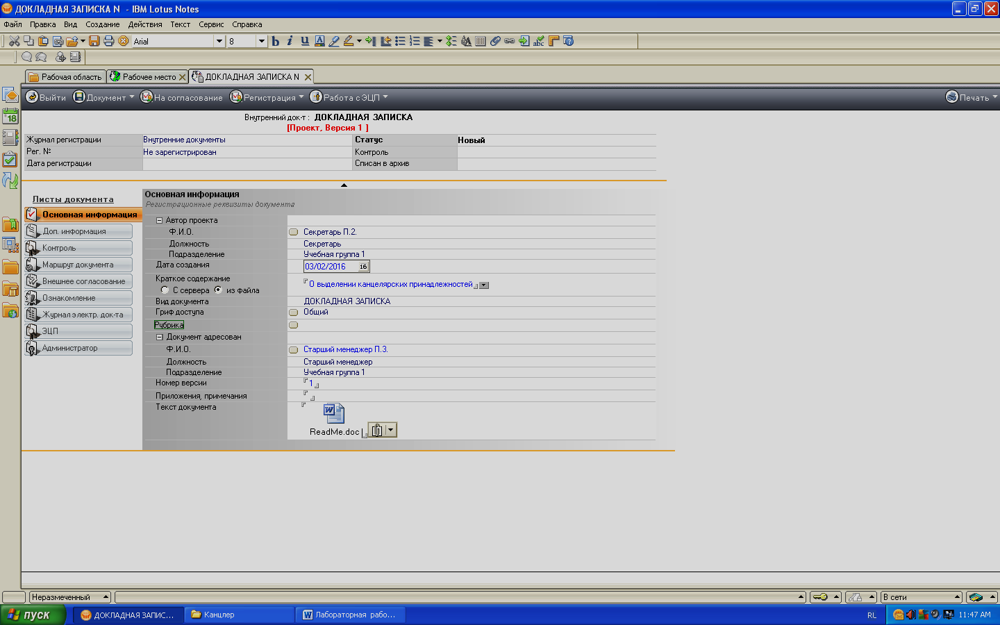 ДОКЛАДНАЯ ЗАПИСКА N - IBM Lotus Notes
Файл Правка Вид Создание Действия Текст Сервис Справка
Arial 8 b i u
abc
Рабочая область Рабочее место ДОКЛАДНАЯ ЗАПИСКА N
Выйти Документ На согласование Регистрация Работа с ЭЦП Печать
18
Внутренний док-т : ДОКЛАДНАЯ ЗАПИСКА
[Проект, Версия 1 ]
Журнал регистрации Внутренние документы Статус Новый
Рег. № Не зарегистрирован Контроль
Дата регистрации Списан в архив
Листы документа
Основная информация
Доп. информация
Контроль
Маршрут документа
Внешнее согласование
Ознакомление
Журнал электр. док-та
ЭЦП
Администратор
Основная информация
Регистрационные реквизиты документа
Автор проекта
Ф.И.О. Секретарь П.2.
Должность Секретарь
Подразделение Учебная группа 1
Дата создания 03/02/2016 16
Краткое содержание
О выделении канцелярских принадлежностей
С сервера из файла
Вид документа ДОКЛАДНАЯ ЗАПИСКА
Гриф доступа Общий
Рубрика
Документ адресован
Ф.И.О. Старший менеджер П.3.
Должность Старший менеджер
Подразделение Учебная группа 1
Номер версии 1
Приложения, примечания
Текст документа
ReadMe.doc
Неразмеченный В сети
пуск ДОКЛАДНАЯ ЗАПИС... Канцлер Лабораторная рабо... RL 11:47 AM